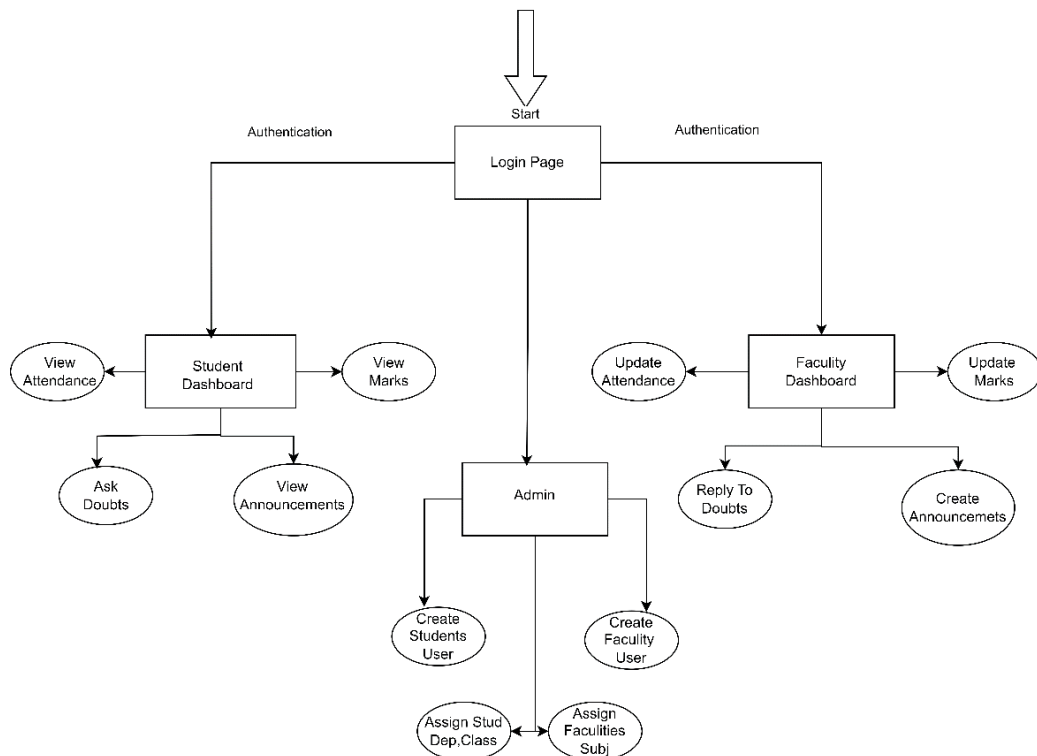 Start
Authentication
Authentication
Login Page
View
Attendance
Student
Dashboard
View
Marks
Update
Attendance
Faculity
Dashboard
Update
Marks
Ask
Doubts
View
Announcements
Admin
Reply To
Doubts
Create
Announcemets
Create
Students
User
Create
Faculity
User
Assign Stud
Dep,Class
Assign
Faculities
Subj